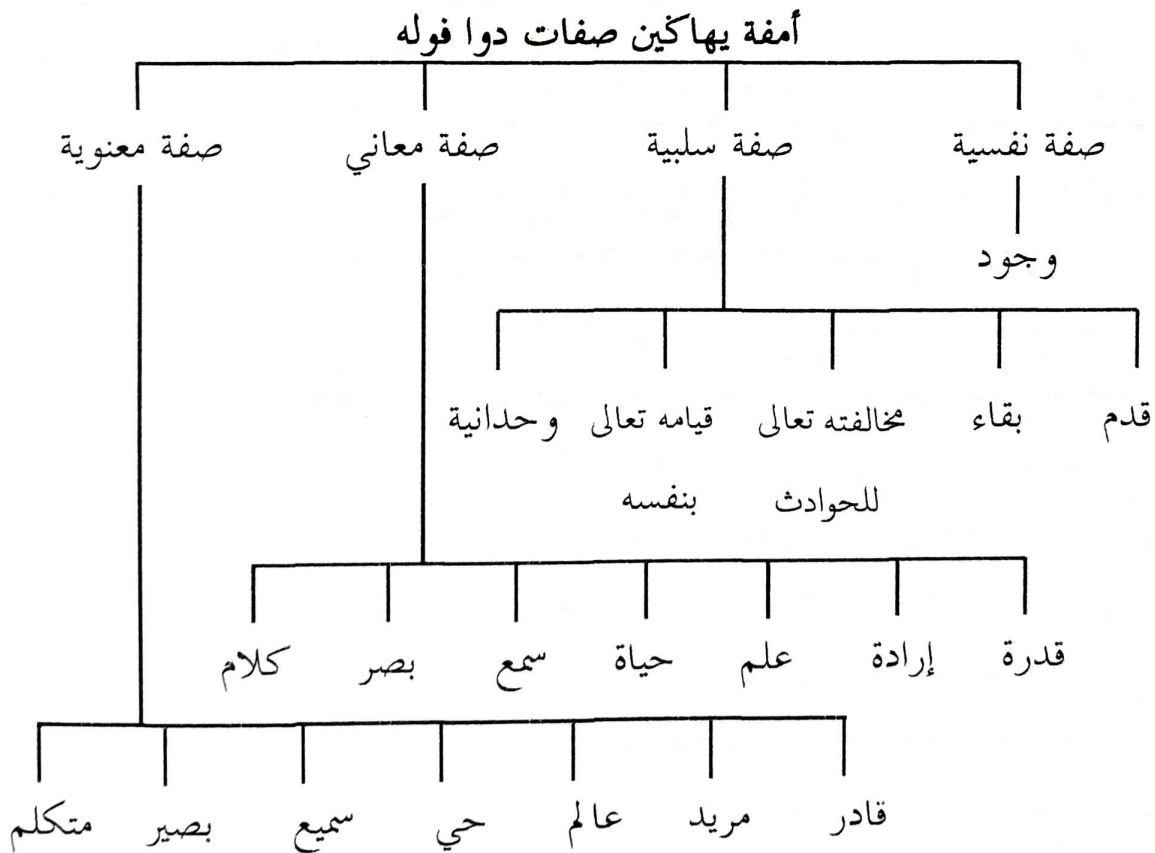 أمفة يهاڬين صفات دوا فوله
صفة نفسية صفة سلبية صفة معاني صفة معنوية
وجود
قدم بقاء مخالفته تعالى قيامه تعالى وحدانية
للحوادث بنفسه
قدرة إرادة علم حياة سمع بصر كلام
قادر مريد عالم حي سميع بصير متكلم